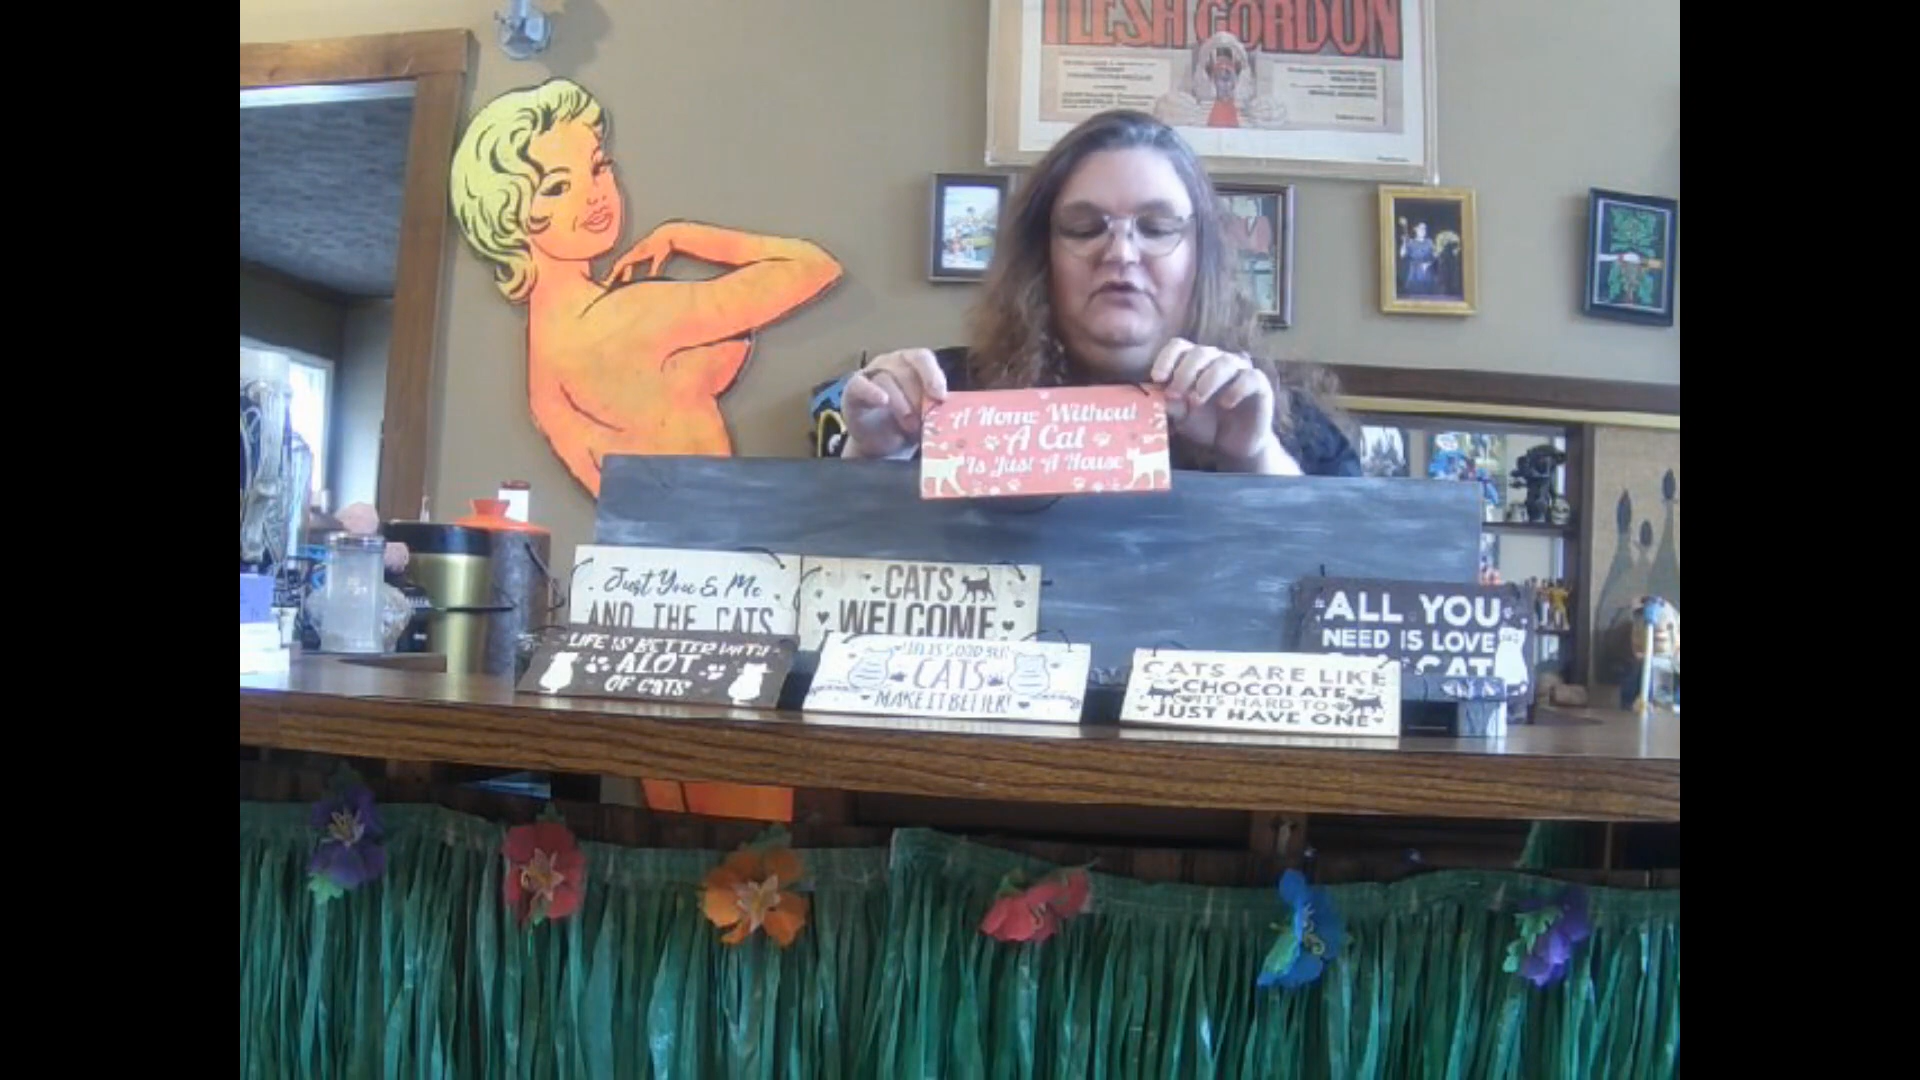 FLESH GORDON
A Home Without
A Cat
Is Just A House
Just You & Me
AND THE CATS
CATS
WELCOME
ALL YOU
NEED IS LOVE
CAT
LIFE IS BETTER WITH
ALOT
OF CATS
LIFE IS GOOD BUT
CATS
MAKE IT BETTER!
CATS ARE LIKE
CHOCOLATE
IT'S HARD TO
JUST HAVE ONE